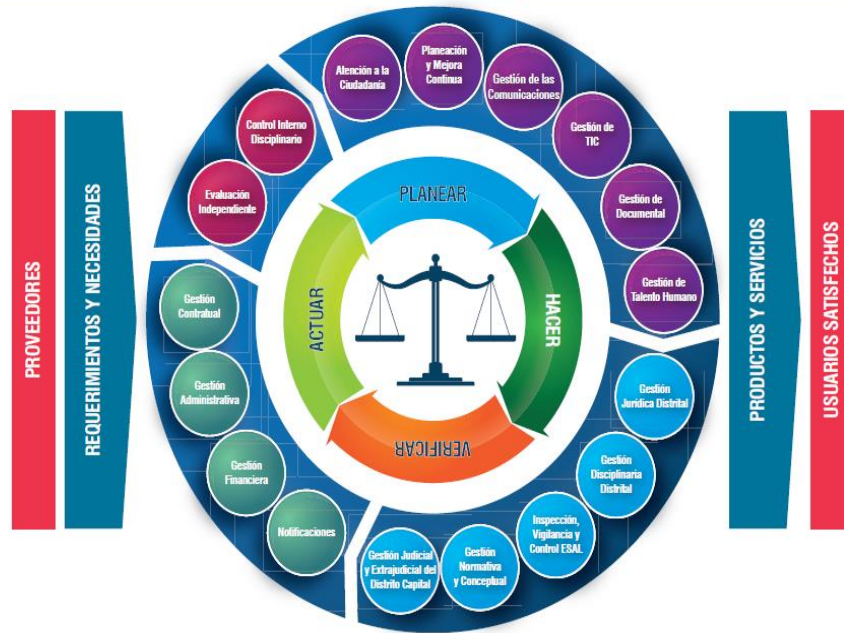 PROVEEDORES
REQUERIMIENTOS Y NECESIDADES
Atención a la
Ciudadanía
Planeación
y Mejora
Continua
Gestión de las
Comunicaciones
Gestión de
TIC
Gestión de
Documental
Gestión de
Talento Humano
Control Interno
Disciplinario
Evaluación
Independiente
Gestión
Contratual
Gestión
Administrativa
Gestión
Financiera
Notificaciones
PLANEAR
HACER
VERIFICAR
ACTUAR
Gestión
Jurídica Distrital
Gestión
Disciplinaria
Distrital
Inspección,
Vigilancia y
Control ESAL
Gestión
Normativa
y Conceptual
Gestión Judicial
y Extrajudicial del
Distrito Capital
PRODUCTOS Y SERVICIOS
USUARIOS SATISFECHOS